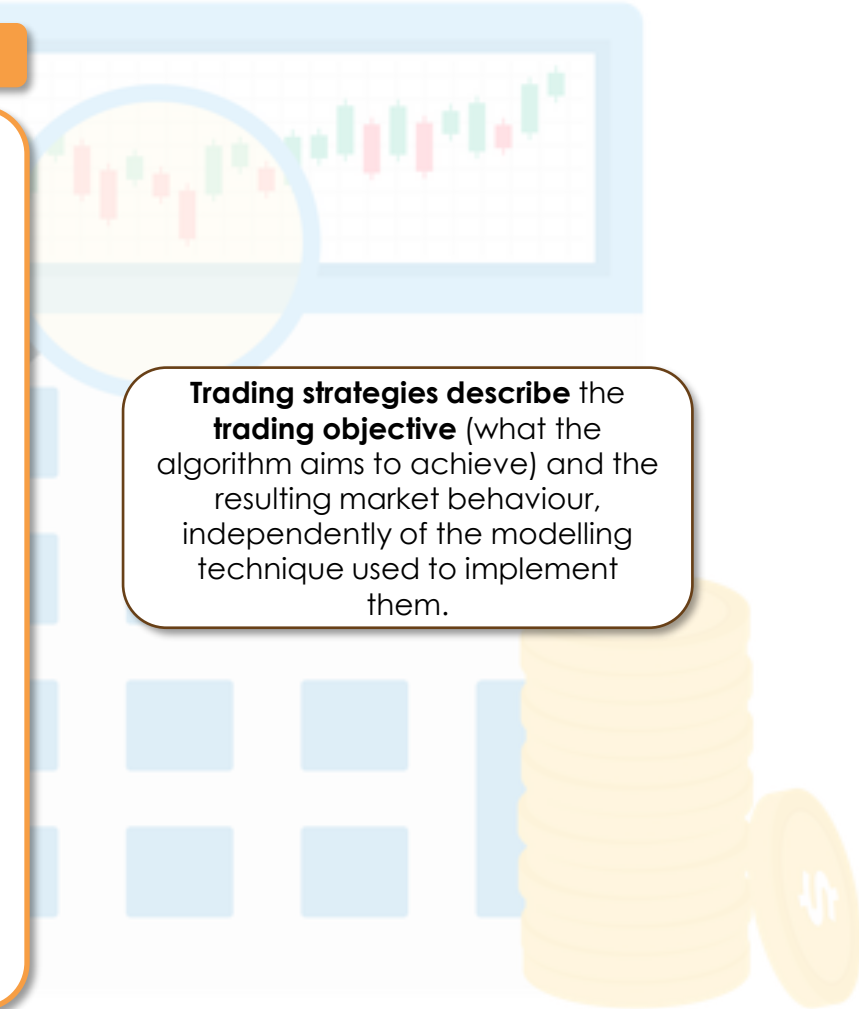 Trading strategies describe the
trading objective (what the
algorithm aims to achieve) and the
resulting market behaviour,
independently of the modelling
technique used to implement
them.
$